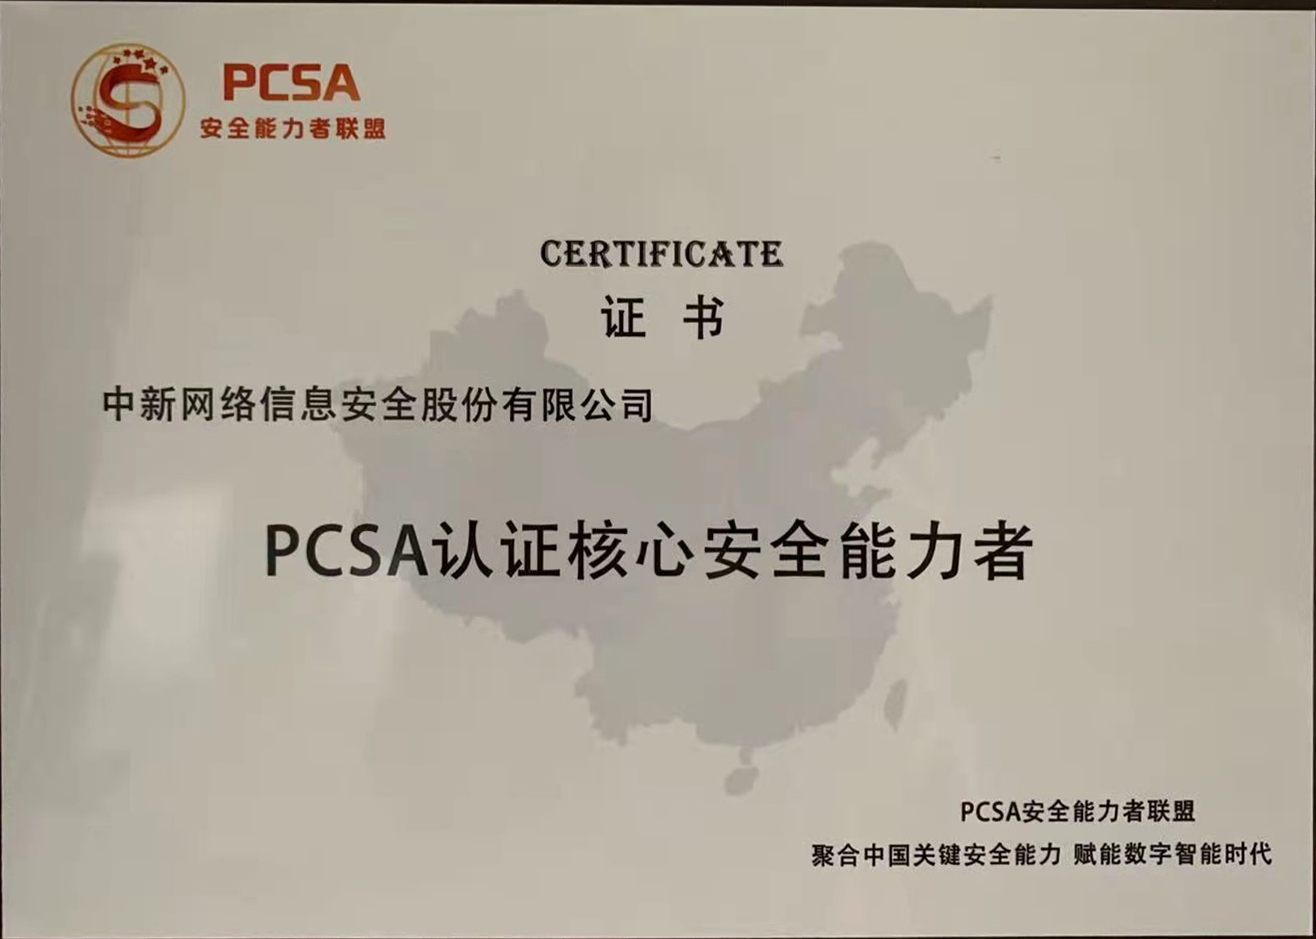 PCSA
安全能力者联盟
CERTIFICATE
证 书
中新网络信息安全股份有限公司
PCSA认证核心安全能力者
PCSA安全能力者联盟
聚合中国关键安全能力 赋能数字智能时代